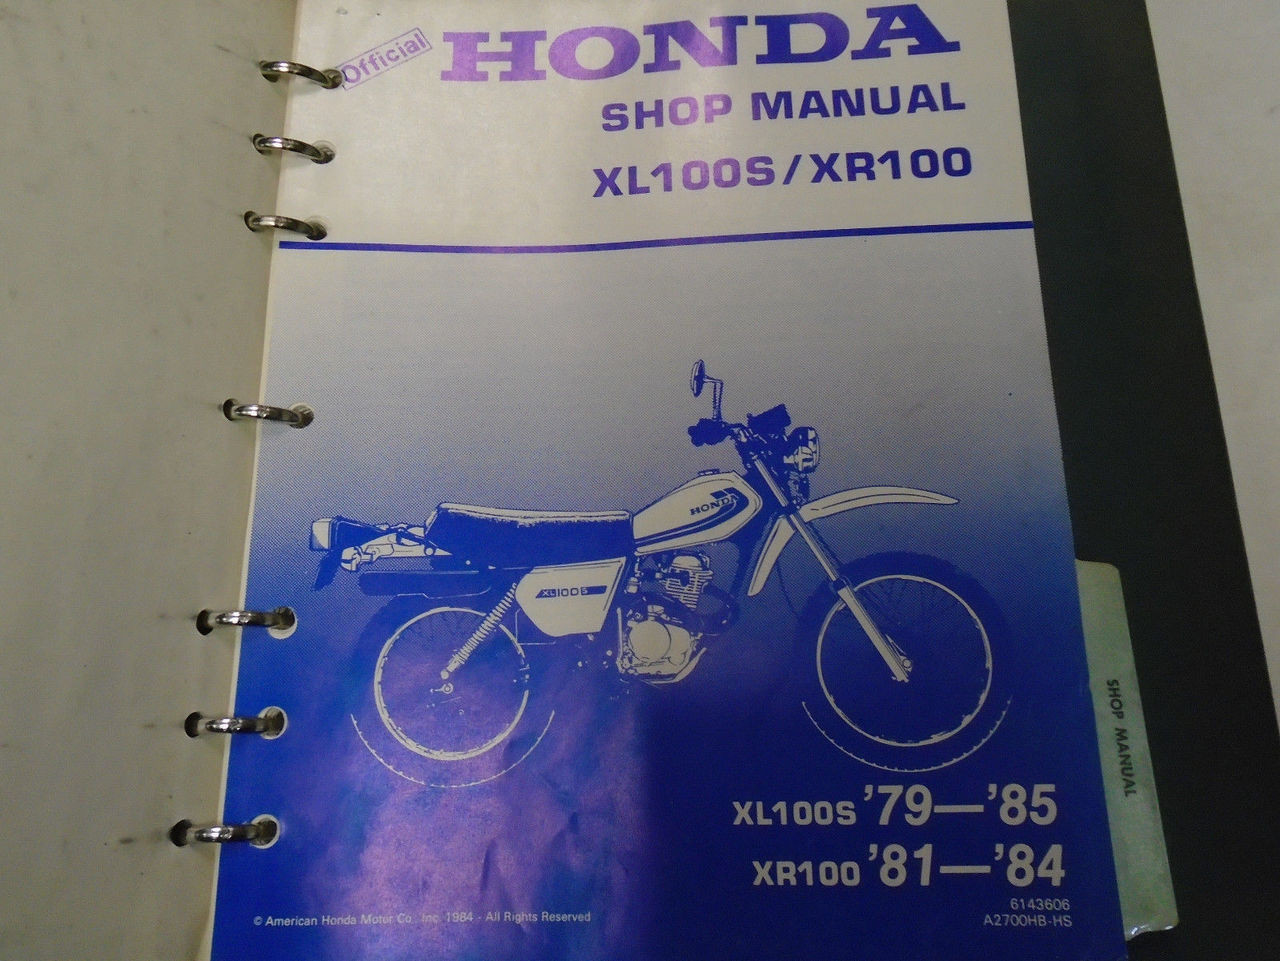 Official
HONDA
SHOP MANUAL
XL100S/XR100
HONDA
XL100S
SHOP MANUAL
XL100S '79—'85
XR100 '81—'84
6143606
A2700HB-HS
© American Honda Motor Co. Inc. 1984 - All Rights Reserved